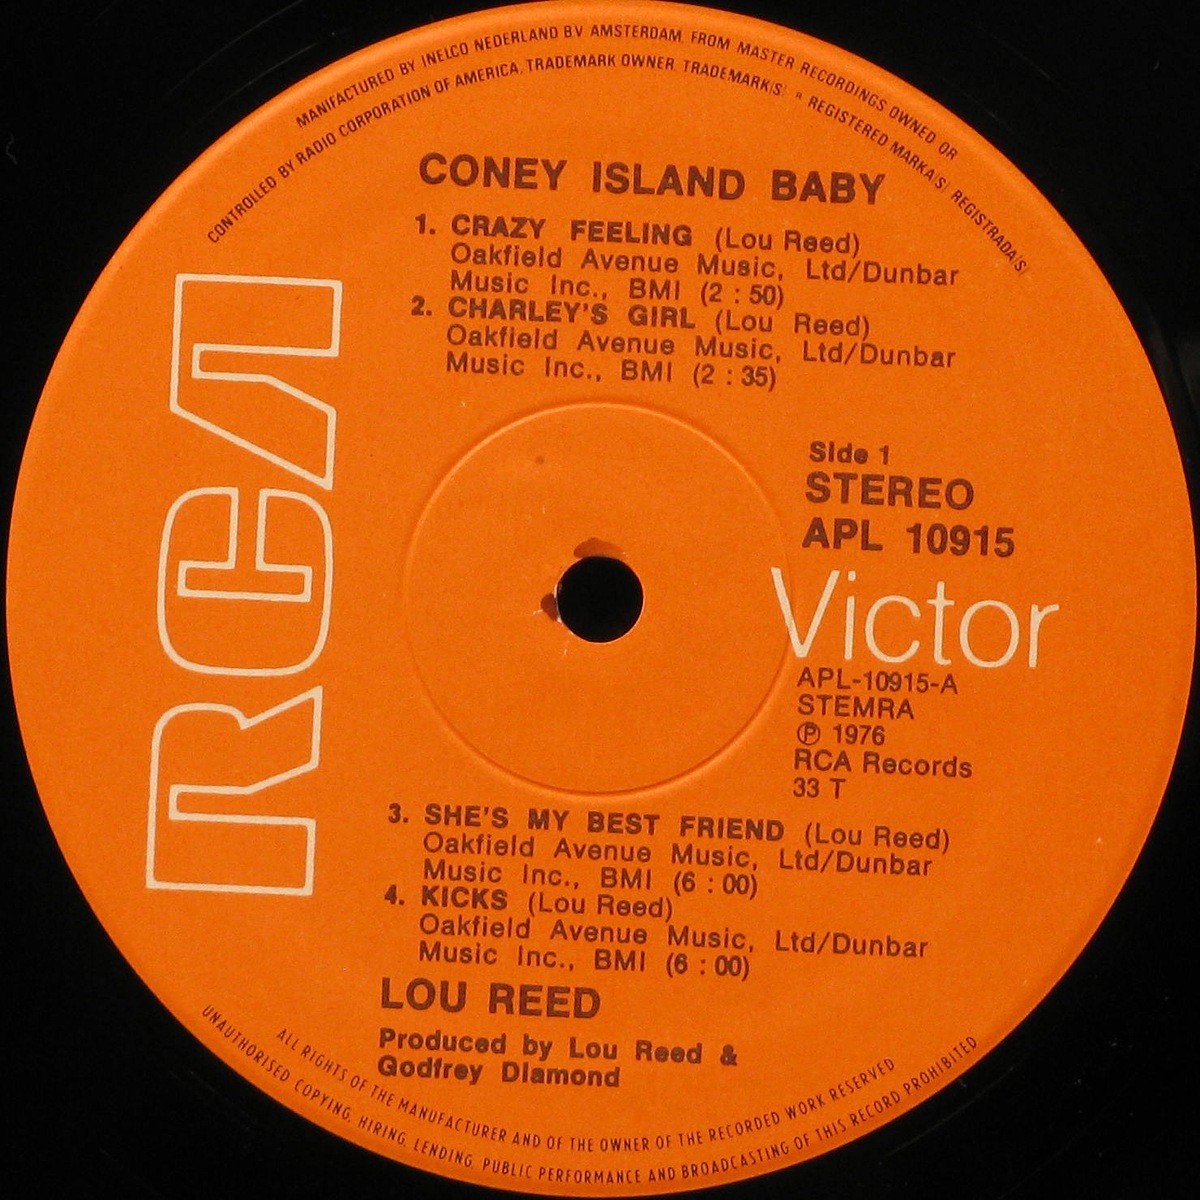 MANIFACTURED BY INELCO NEDERLAND B.V AMSTERDAM. FROM MASTER RECORDINGS OWNED OR
CONTROLLED BY RADIO CORPORATION OF AMERICA, TRADEMARK OWNER. TRADEMARK(S) ® REGISTERED MARKA(S) REGISTRADA(S)
CONEY ISLAND BABY
1. CRAZY FEELING (Lou Reed)
Oakfield Avenue Music, Ltd/Dunbar
Music Inc., BMI (2 : 50)
2. CHARLEY'S GIRL (Lou Reed)
Oakfield Avenue Music, Ltd/Dunbar
Music Inc., BMI (2 : 35)
RCA
Side 1
STEREO
APL 10915
Victor
APL-10915-A
STEMRA
℗ 1976
RCA Records
33 T
3. SHE'S MY BEST FRIEND (Lou Reed)
Oakfield Avenue Music, Ltd/Dunbar
Music Inc., BMI (6 : 00)
4. KICKS (Lou Reed)
Oakfield Avenue Music, Ltd/Dunbar
Music Inc., BMI (6 : 00)
LOU REED
Produced by Lou Reed &
Godfrey Diamond
ALL RIGHTS OF THE MANUFACTURER AND OF THE OWNER OF THE RECORDED WORK RESERVED
UNAUTHORISED COPYING, HIRING, LENDING, PUBLIC PERFORMANCE AND BROADCASTING OF THIS RECORD PROHIBITED